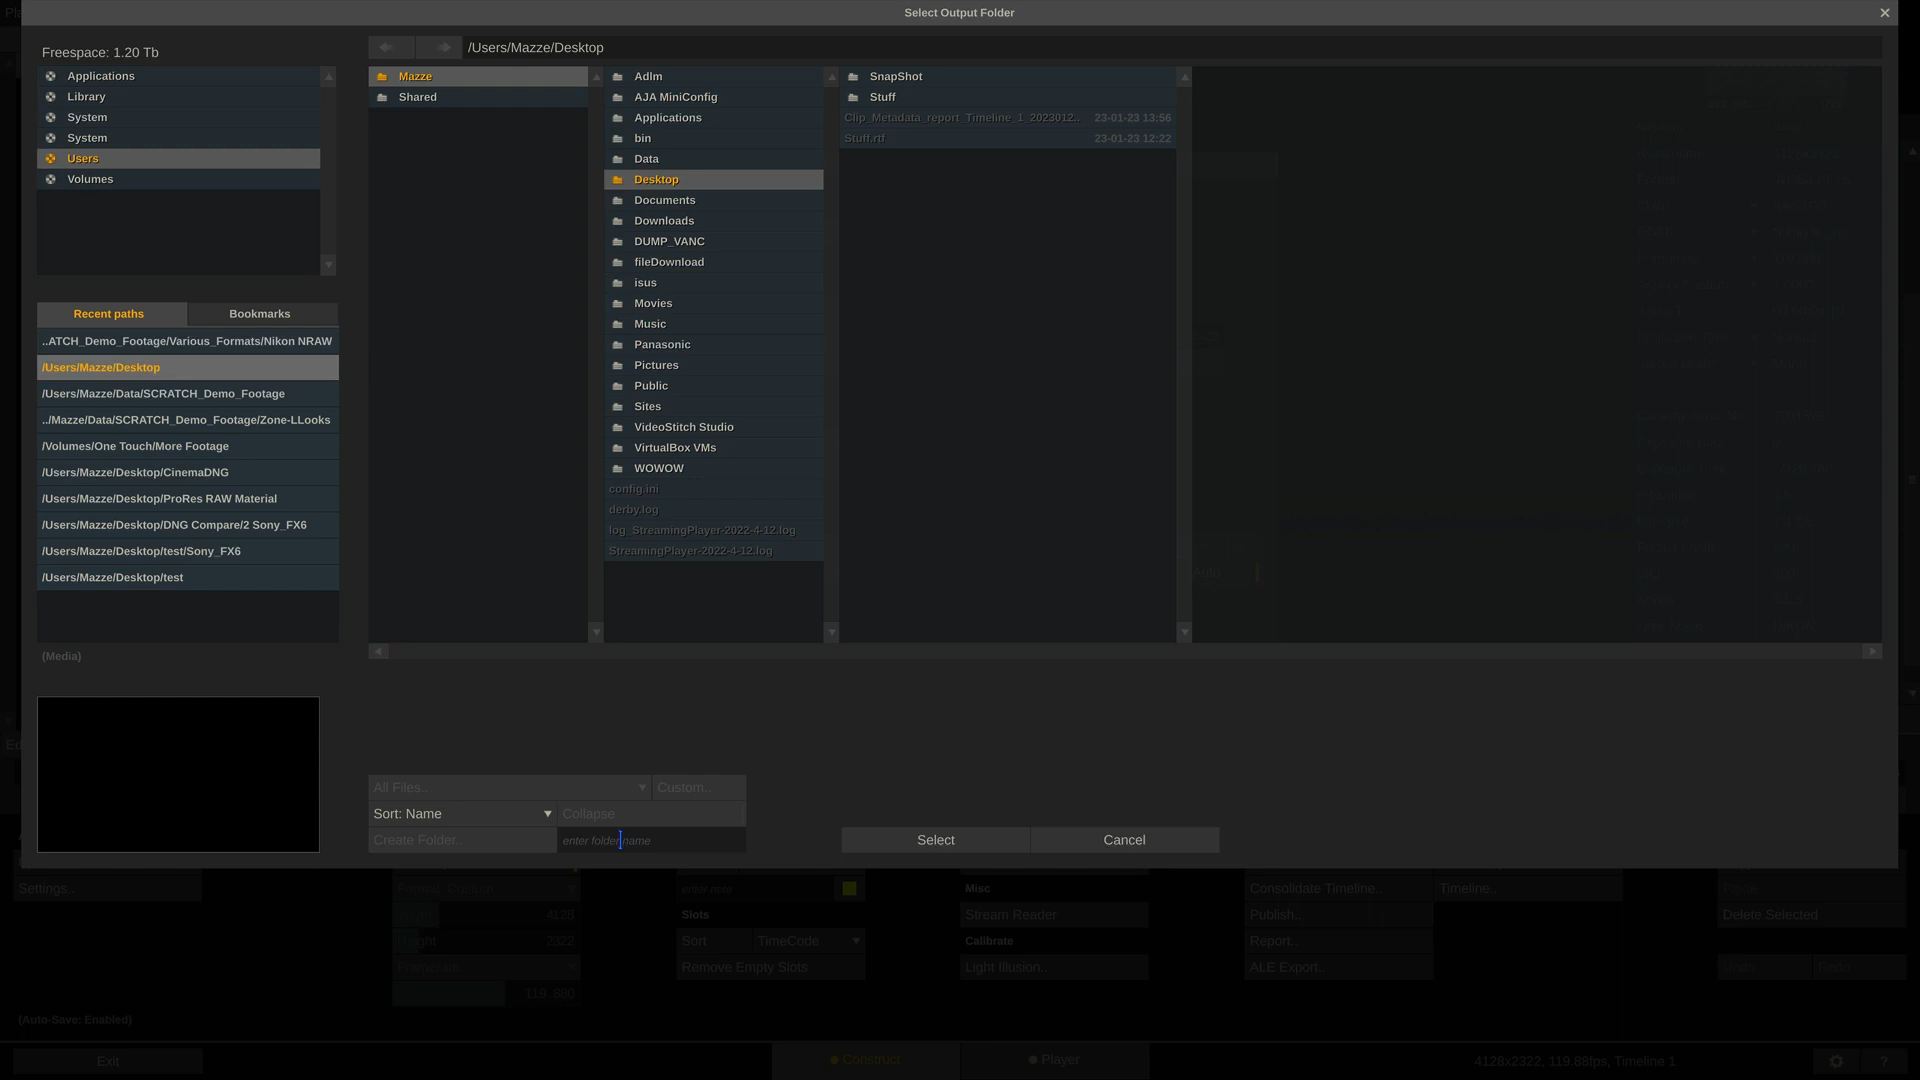 Select Output Folder
Freespace: 1.20 Tb
Applications
Library
System
System
Users
Volumes
/Users/Mazze/Desktop
Mazze
Shared
Adlm
AJA MiniConfig
Applications
bin
Data
Desktop
Documents
Downloads
DUMP_VANC
fileDownload
isus
Movies
Music
Panasonic
Pictures
Public
Sites
VideoStitch Studio
VirtualBox VMs
WOWOW
config.ini
derby.log
log_StreamingPlayer-2022-4-12.log
StreamingPlayer-2022-4-12.log
SnapShot
Stuff
Clip_Metadata_report_Timeline_1_2023012.. 23-01-23 13:56
Stuff.rtf 23-01-23 12:22
Recent paths Bookmarks
..ATCH_Demo_Footage/Various_Formats/Nikon NRAW
/Users/Mazze/Desktop
/Users/Mazze/Data/SCRATCH_Demo_Footage
../Mazze/Data/SCRATCH_Demo_Footage/Zone-LLooks
/Volumes/One Touch/More Footage
/Users/Mazze/Desktop/CinemaDNG
/Users/Mazze/Desktop/ProRes RAW Material
/Users/Mazze/Desktop/DNG Compare/2 Sony_FX6
/Users/Mazze/Desktop/test/Sony_FX6
/Users/Mazze/Desktop/test
(Media)
All Files.. Custom..
Sort: Name Collapse
Create Folder.. enter folder name
Select Cancel
Auto
Settings..
4128
2322
119.880
enter note
Slots
Sort TimeCode
Remove Empty Slots
Misc
Stream Reader
Calibrate
Light Illusion..
Consolidate Timeline.. Timeline..
Publish..
Report..
ALE Export..
Delete Selected
(Auto-Save: Enabled)
Exit Construct Player 4128x2322, 119.88fps, Timeline 1 ?